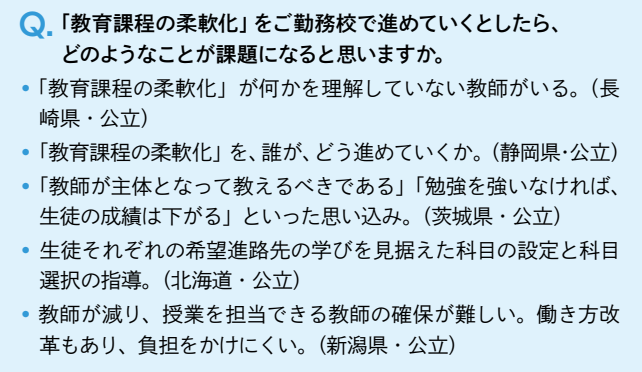 Q. 「教育課程の柔軟化」をご勤務校で進めていくとしたら、
どのようなことが課題になると思いますか。
• 「教育課程の柔軟化」が何かを理解していない教師がいる。（長
崎県・公立）
• 「教育課程の柔軟化」を、誰が、どう進めていくか。（静岡県・公立）
• 「教師が主体となって教えるべきである」「勉強を強いなければ、
生徒の成績は下がる」といった思い込み。（茨城県・公立）
• 生徒それぞれの希望進路先の学びを見据えた科目の設定と科目
選択の指導。（北海道・公立）
• 教師が減り、授業を担当できる教師の確保が難しい。働き方改
革もあり、負担をかけにくい。（新潟県・公立）